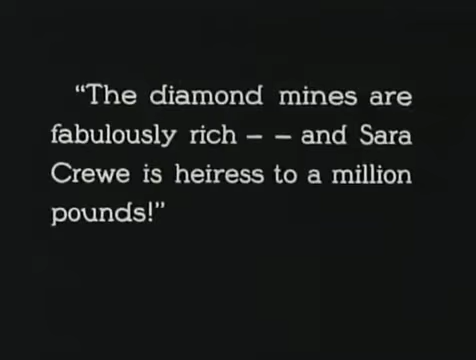 “The diamond mines are
fabulously rich – – and Sara
Crewe is heiress to a million
pounds!”